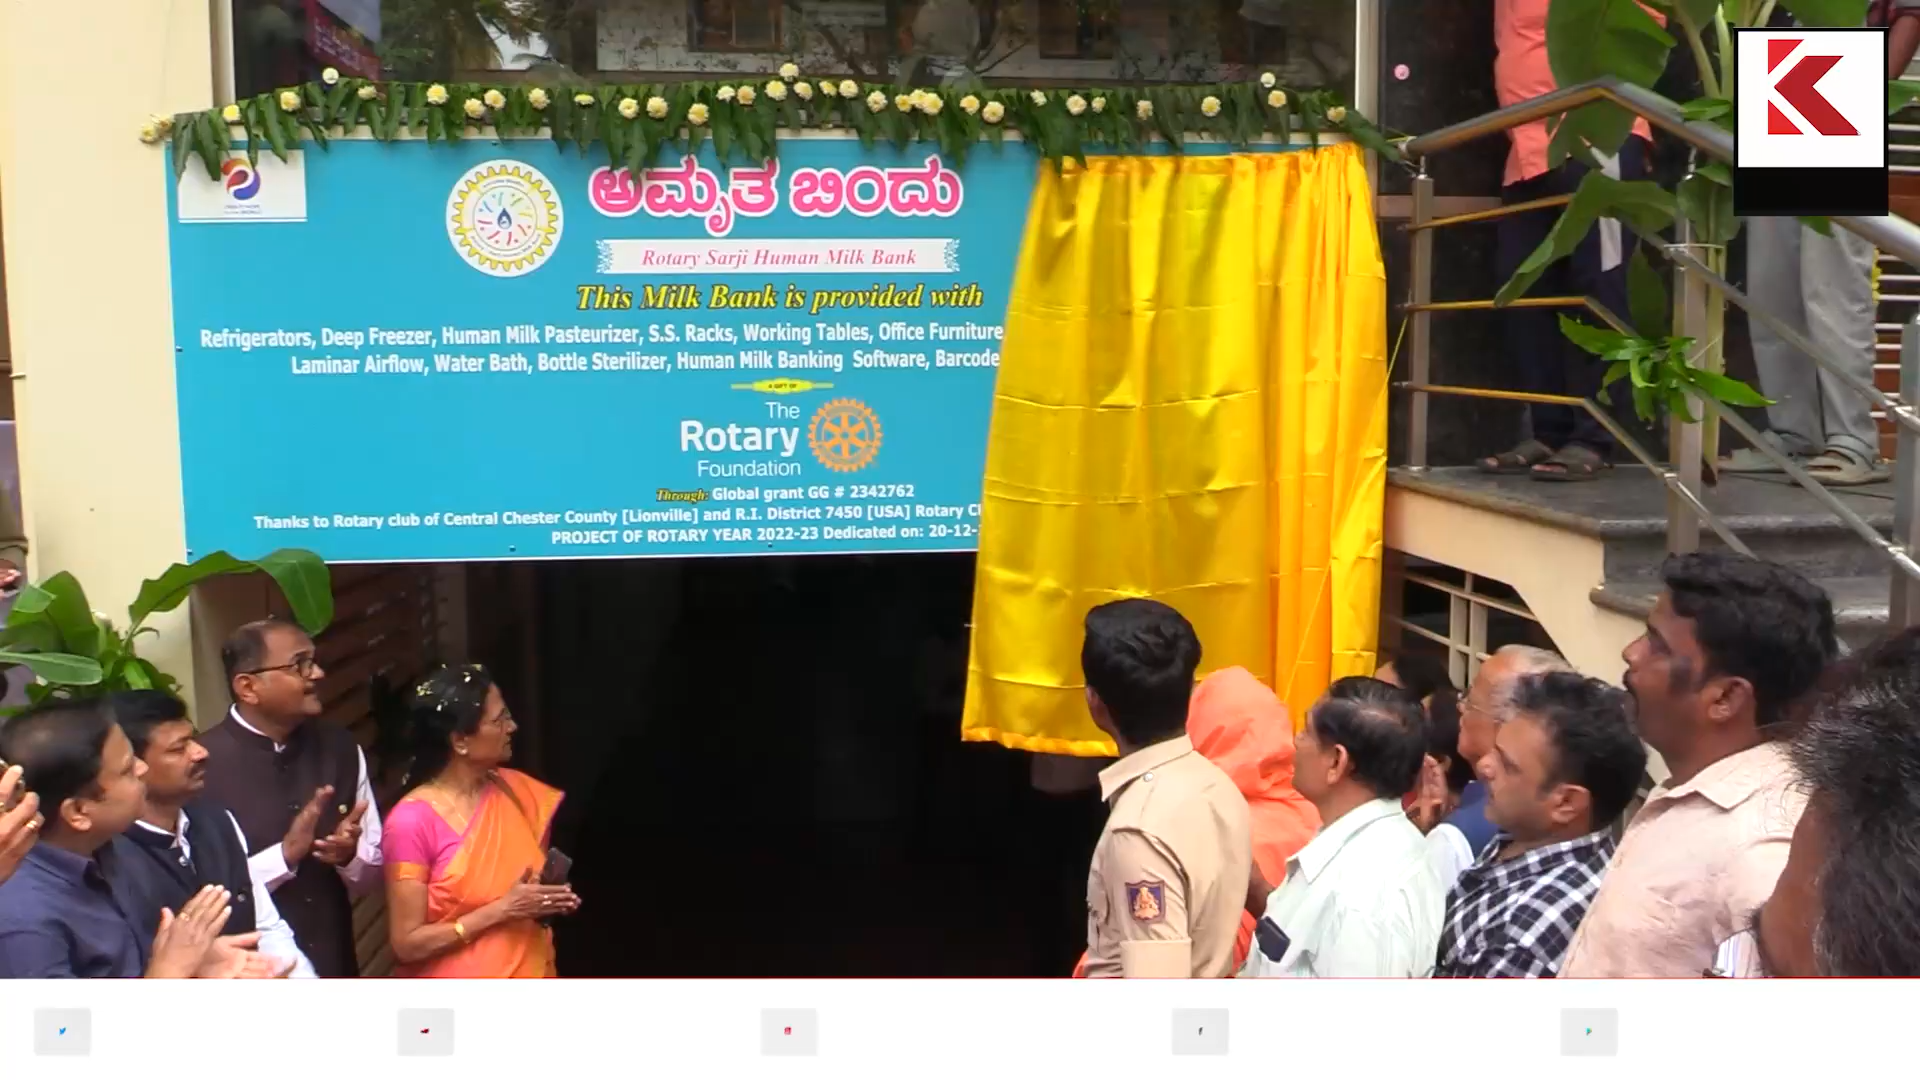 ಅಮೃತ ಬಿಂದು
Rotary Sarji Human Milk Bank
This Milk Bank is provided with
Refrigerators, Deep Freezer, Human Milk Pasteurizer, S.S. Racks, Working Tables, Office Furniture
Laminar Airflow, Water Bath, Bottle Sterilizer, Human Milk Banking Software, Barcode
A GIFT OF
The
Rotary
Foundation
Through: Global grant GG # 2342762
Thanks to Rotary club of Central Chester County [Lionville] and R.I. District 7450 [USA] Rotary
PROJECT OF ROTARY YEAR 2022-23 Dedicated on: 20-12-